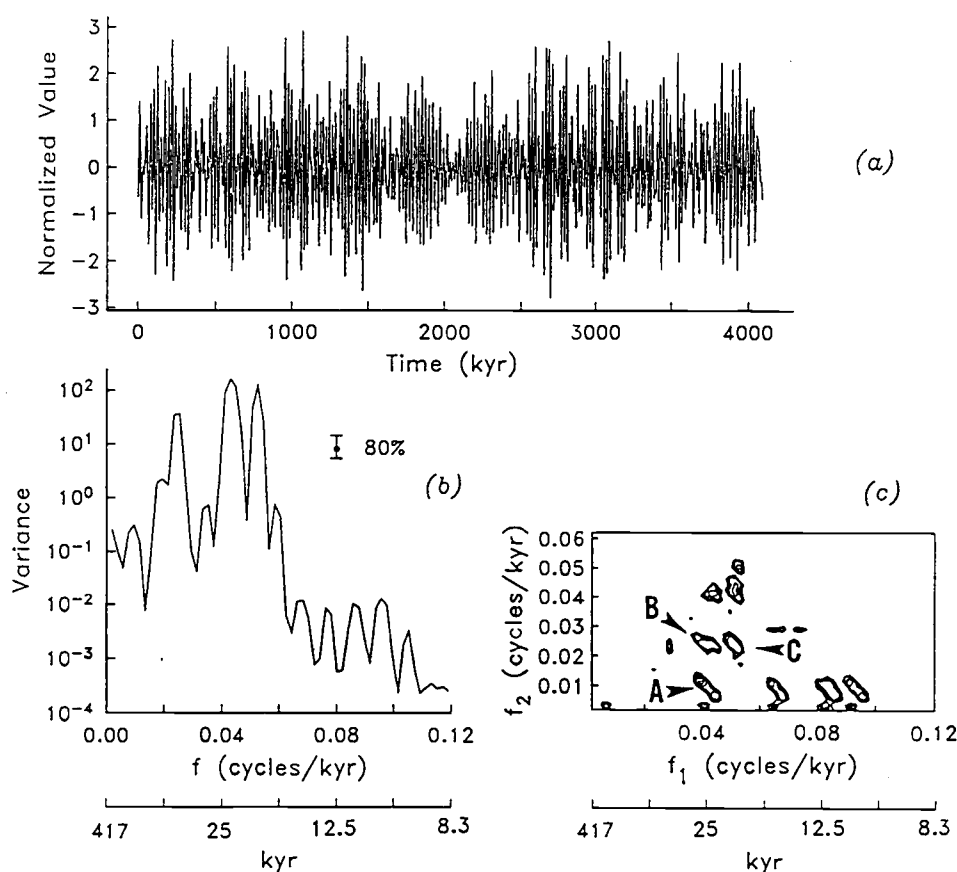 3
2
1
0
-1
-2
-3
Normalized Value
(a)
0 1000 2000 3000 4000
Time (kyr)
10²
10¹
10⁰
10⁻¹
10⁻²
10⁻³
10⁻⁴
Variance
80%
(b)
0.00 0.04 0.08 0.12
f (cycles/kyr)
417 25 12.5 8.3
kyr
(c)
0.06
0.05
0.04
0.03
0.02
0.01
f₂ (cycles/kyr)
B
C
A
0.04 0.08 0.12
f₁ (cycles/kyr)
417 25 12.5 8.3
kyr